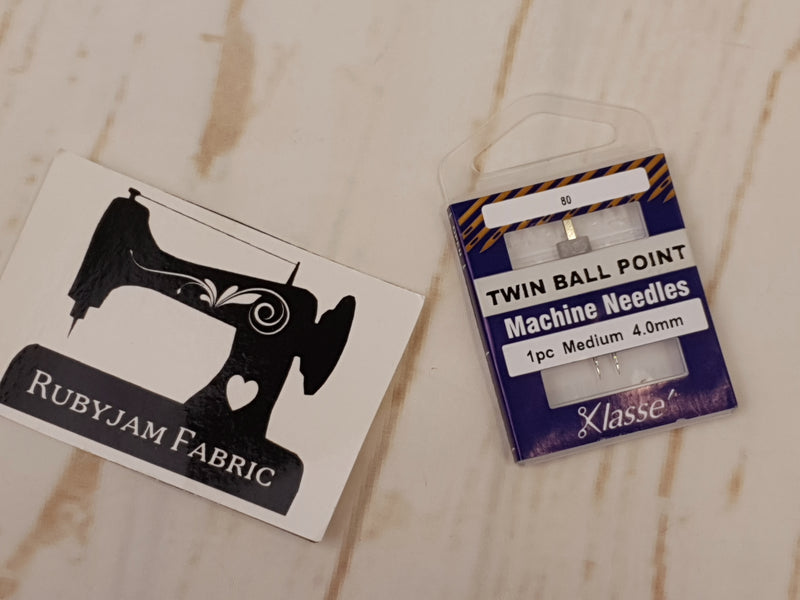 RUBYJAM FABRIC
80
TWIN BALL POINT
Machine Needles
1pc Medium 4.0mm
Klasse'